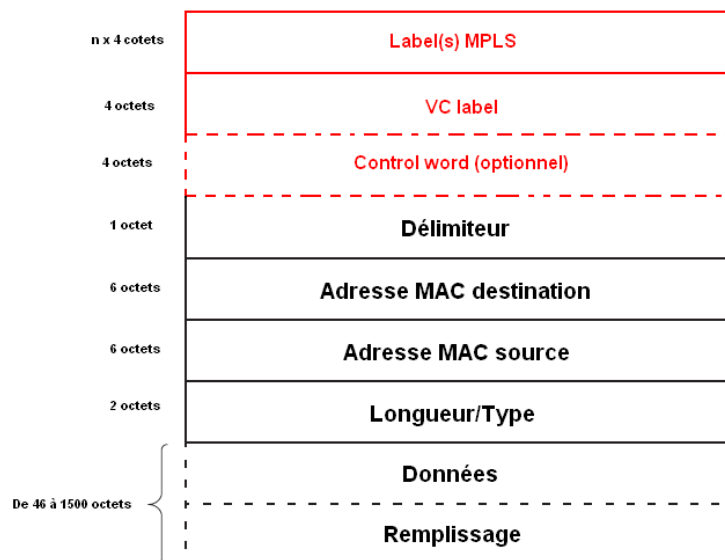 n x 4 cotets Label(s) MPLS
4 octets VC label
4 octets Control word (optionnel)
1 octet Délimiteur
6 octets Adresse MAC destination
6 octets Adresse MAC source
2 octets Longueur/Type
Données
De 46 à 1500 octets
Remplissage